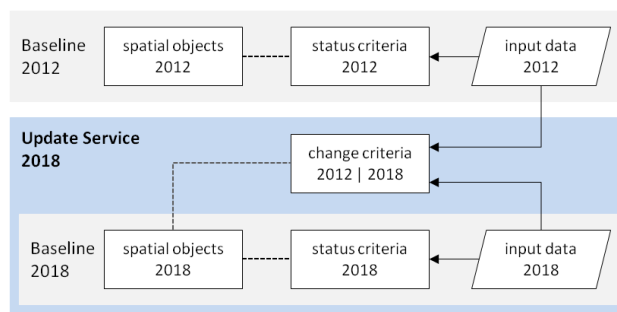 Baseline
2012
spatial objects
2012
status criteria
2012
input data
2012
Update Service
2018
change criteria
2012 | 2018
Baseline
2018
spatial objects
2018
status criteria
2018
input data
2018